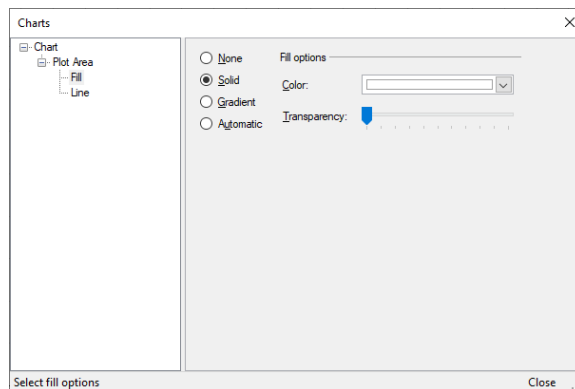 Charts
Chart
Plot Area
Fill
Line
None
Solid
Gradient
Automatic
Fill options
Color:
Transparency:
Select fill options
Close